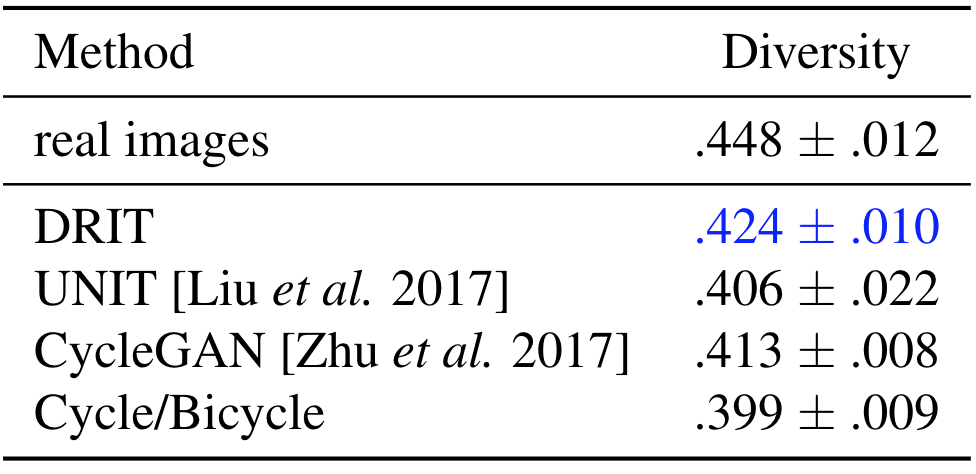 Method Diversity
real images .448 ± .012
DRIT .424 ± .010
UNIT [Liu et al. 2017] .406 ± .022
CycleGAN [Zhu et al. 2017] .413 ± .008
Cycle/Bicycle .399 ± .009